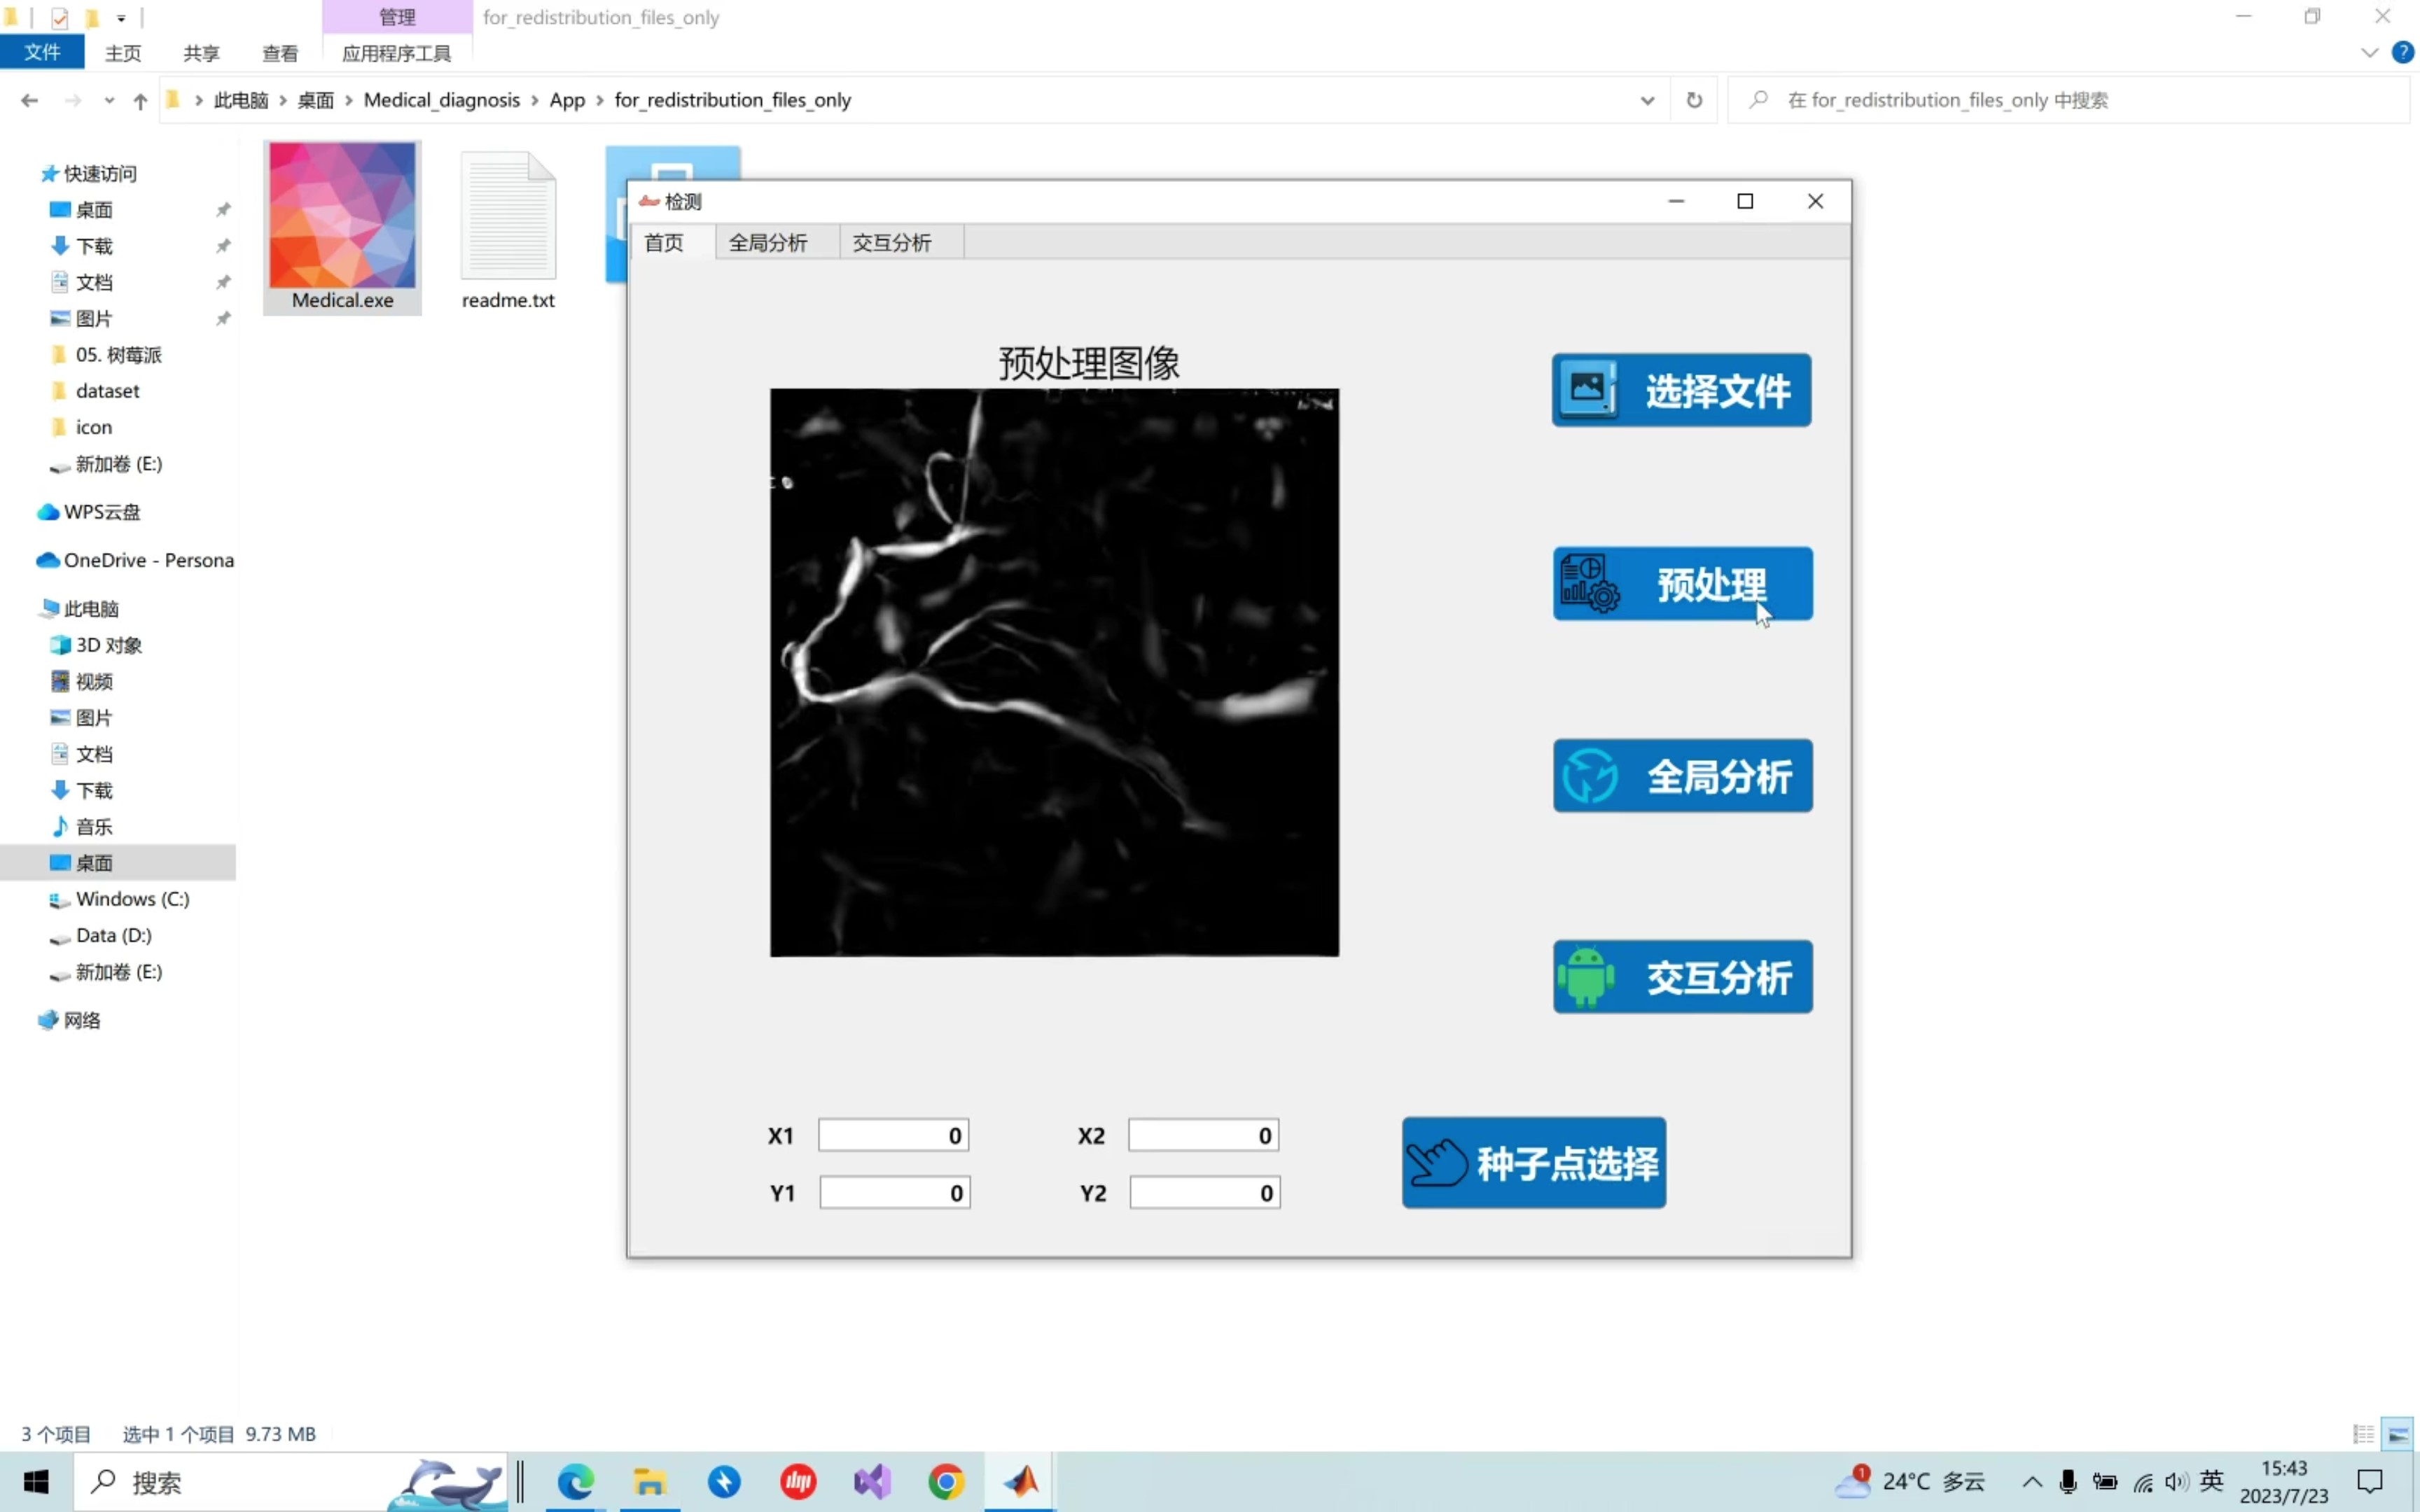 管理
for_redistribution_files_only
文件
主页
共享
查看
应用程序工具
此电脑 › 桌面 › Medical_diagnosis › App › for_redistribution_files_only
在 for_redistribution_files_only 中搜索
快速访问
桌面
下载
文档
图片
05. 树莓派
dataset
icon
新加卷 (E:)
WPS云盘
OneDrive - Persona
此电脑
3D 对象
视频
图片
文档
下载
音乐
桌面
Windows (C:)
Data (D:)
新加卷 (E:)
网络
Medical.exe
readme.txt
检测
首页
全局分析
交互分析
预处理图像
选择文件
预处理
全局分析
交互分析
X1 0
X2 0
Y1 0
Y2 0
种子点选择
3 个项目
选中 1 个项目 9.73 MB
搜索
1
24°C 多云
英
15:43
2023/7/23